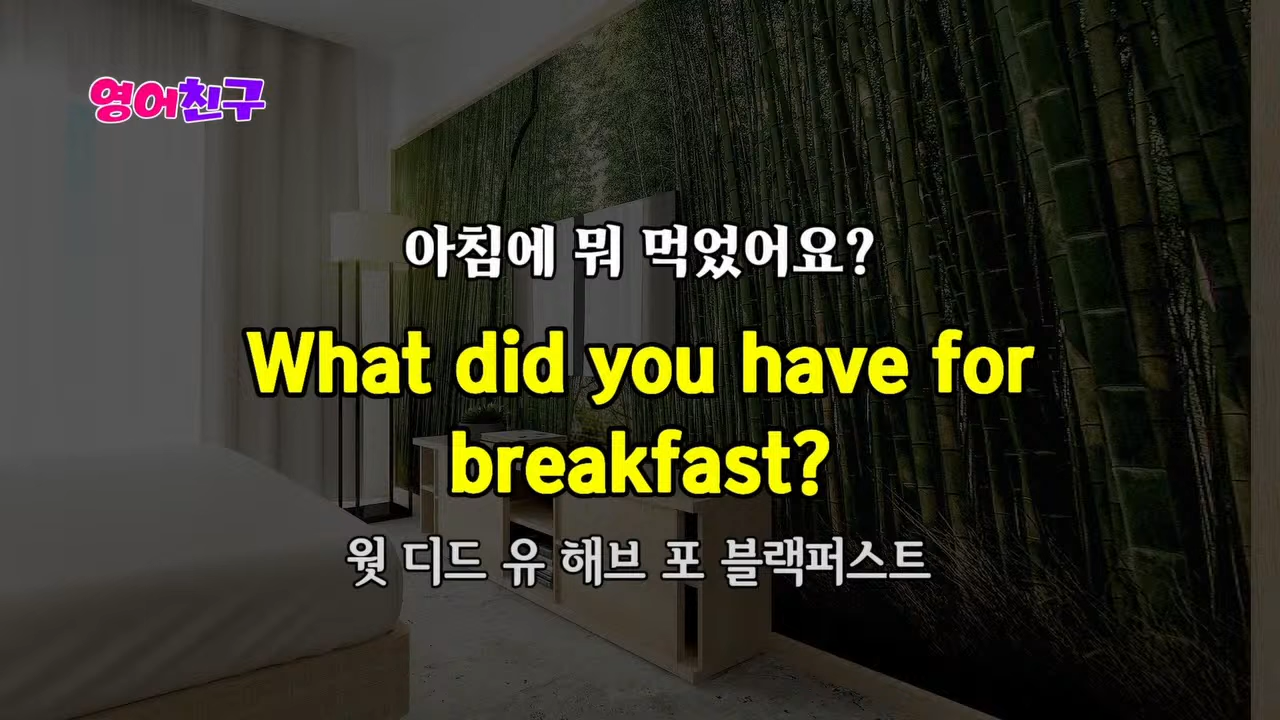 영어친구
아침에 뭐 먹었어요?
What did you have for
breakfast?
웟 디드 유 해브 포 블랙퍼스트